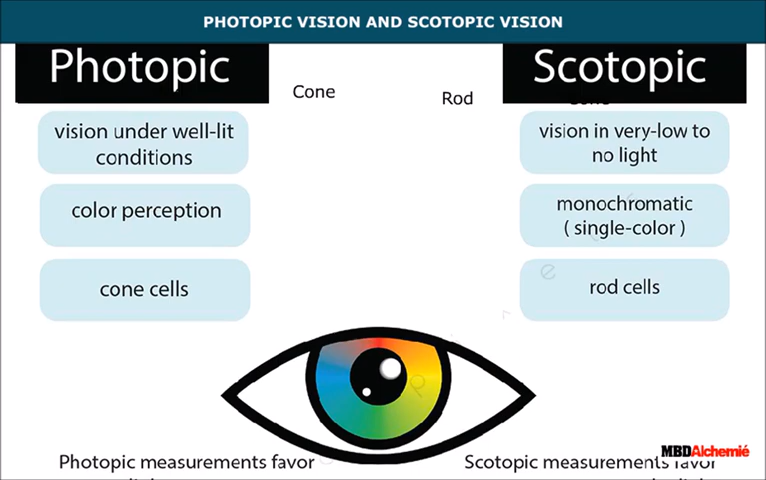 PHOTOPIC VISION AND SCOTOPIC VISION
Photopic
Scotopic
Cone
Rod
vision under well-lit
conditions
color perception
cone cells
vision in very-low to
no light
monochromatic
( single-color )
rod cells
MBDAlchemié
Photopic measurements favor
Scotopic measurements favor